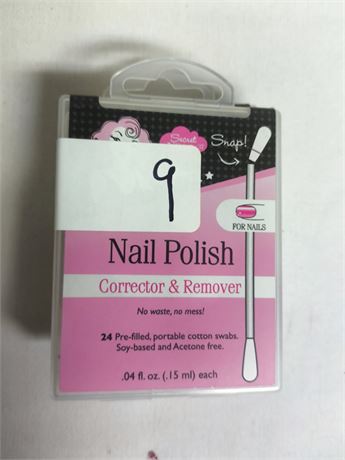 Secret
Snap!
9
FOR NAILS
Nail Polish
Corrector & Remover
No waste, no mess!
24 Pre-filled, portable cotton swabs.
Soy-based and Acetone free.
.04 fl. oz. (.15 ml) each